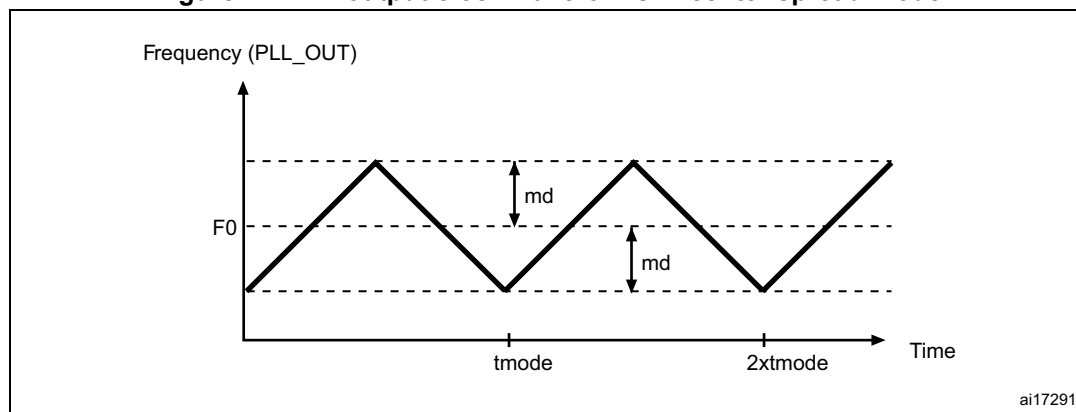 Frequency (PLL_OUT)
md
F0
md
tmode
2xtmode
Time
ai17291